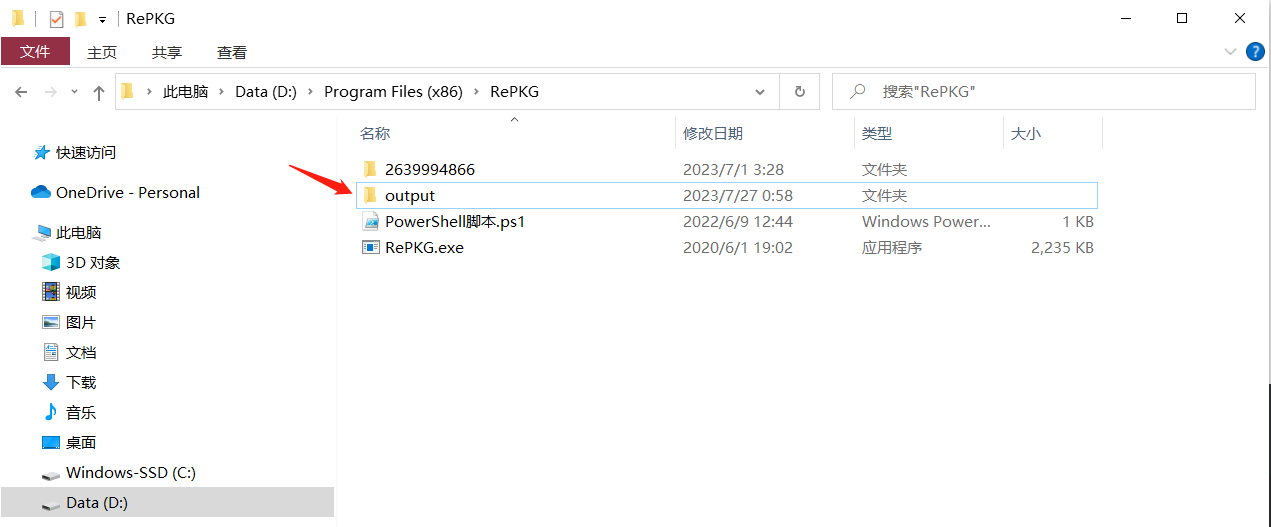 RePKG
文件 主页 共享 查看
此电脑 Data (D:) Program Files (x86) RePKG 搜索"RePKG"
名称 修改日期 类型 大小
快速访问
OneDrive - Personal
此电脑
3D 对象
视频
图片
文档
下载
音乐
桌面
Windows-SSD (C:)
Data (D:)
2639994866 2023/7/1 3:28 文件夹
output 2023/7/27 0:58 文件夹
PowerShell脚本.ps1 2022/6/9 12:44 Windows Power... 1 KB
RePKG.exe 2020/6/1 19:02 应用程序 2,235 KB